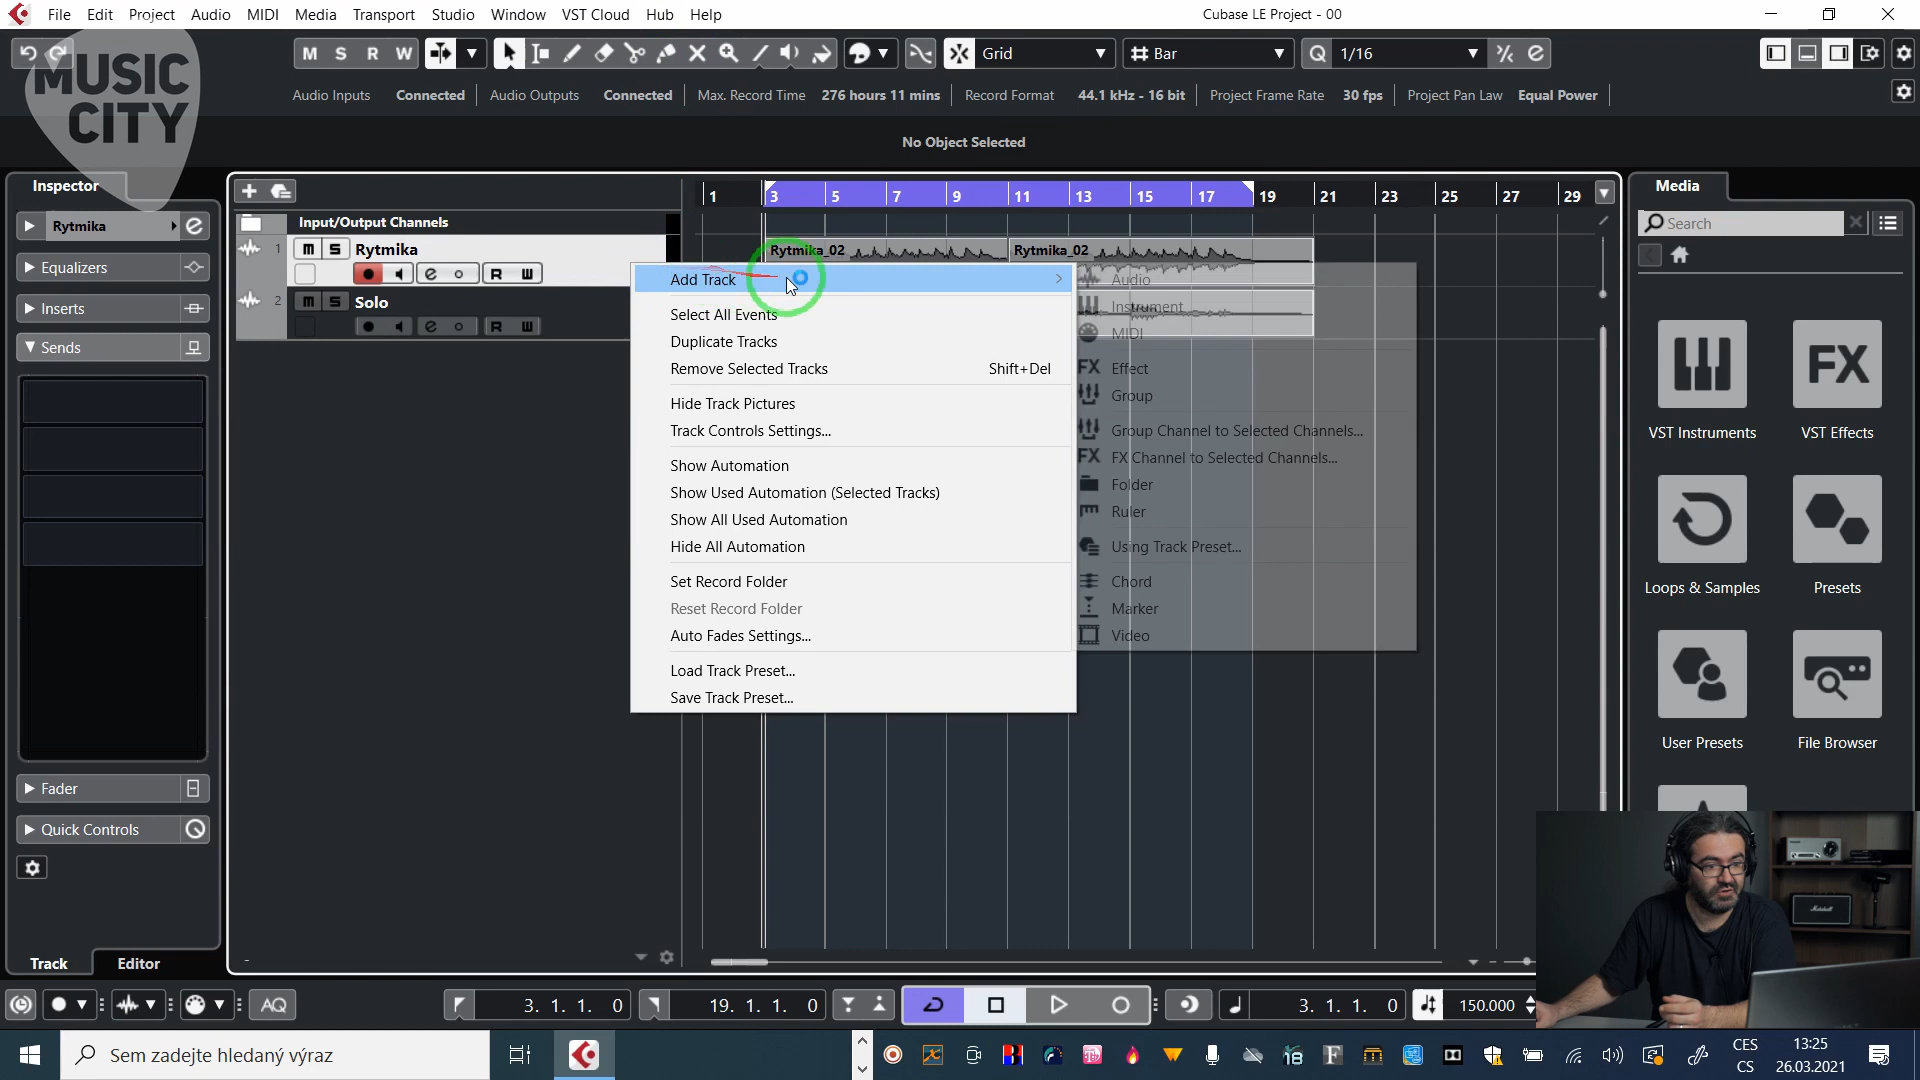 File Edit Project Audio MIDI Media Transport Studio Window VST Cloud Hub Help
Cubase LE Project - 00
MUSIC
CITY
M S R W
Grid
Bar
Q 1/16
Audio Inputs Connected Audio Outputs Connected Max. Record Time 276 hours 11 mins Record Format 44.1 kHz - 16 bit Project Frame Rate 30 fps Project Pan Law Equal Power
No Object Selected
Inspector
Rytmika
Equalizers
Inserts
Sends
Fader
Quick Controls
Track Editor
Input/Output Channels
1 m S Rytmika
e R W
2 m S Solo
e R W
1 3 5 7 9 11 13 15 17 19 21 23 25 27 29
Rytmika_02 Rytmika_02
Add Track
Select All Events
Duplicate Tracks
Remove Selected Tracks Shift+Del
Hide Track Pictures
Track Controls Settings...
Show Automation
Show Used Automation (Selected Tracks)
Show All Used Automation
Hide All Automation
Set Record Folder
Reset Record Folder
Auto Fades Settings...
Load Track Preset...
Save Track Preset...
Audio
Instrument
MIDI
FX Effect
Group
Group Channel to Selected Channels...
FX FX Channel to Selected Channels...
Folder
Ruler
Using Track Preset...
Chord
Marker
Video
Media
Search
FX
VST Instruments VST Effects
Loops & Samples Presets
User Presets File Browser
Marshall
AQ
3. 1. 1. 0
19. 1. 1. 0
3. 1. 1. 0
150.000
Sem zadejte hledaný výraz
CES
CS
13:25
26.03.2021